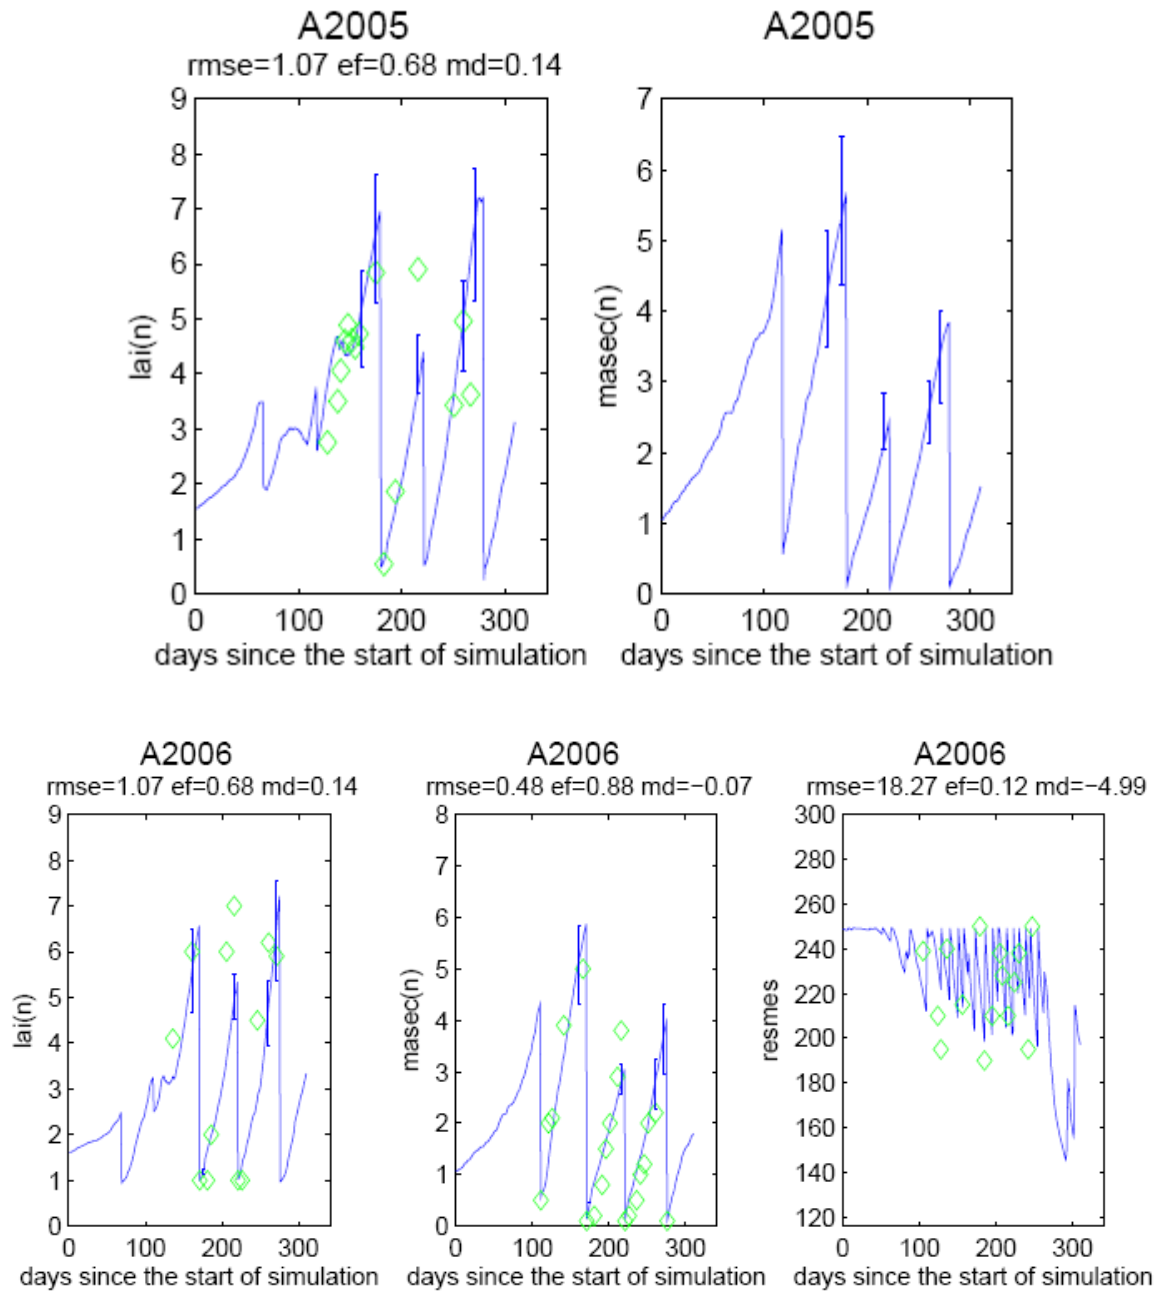 A2005
rmse=1.07 ef=0.68 md=0.14
9
8
7
6
5
4
3
2
1
0
lai(n)
0 100 200 300
days since the start of simulation
A2005
7
6
5
4
3
2
1
0
masec(n)
0 100 200 300
days since the start of simulation
A2006
rmse=1.07 ef=0.68 md=0.14
9
8
7
6
5
4
3
2
1
0
lai(n)
0 100 200 300
days since the start of simulation
A2006
rmse=0.48 ef=0.88 md=−0.07
8
7
6
5
4
3
2
1
0
masec(n)
0 100 200 300
days since the start of simulation
A2006
rmse=18.27 ef=0.12 md=−4.99
300
280
260
240
220
200
180
160
140
120
resmes
0 100 200 300
days since the start of simulation